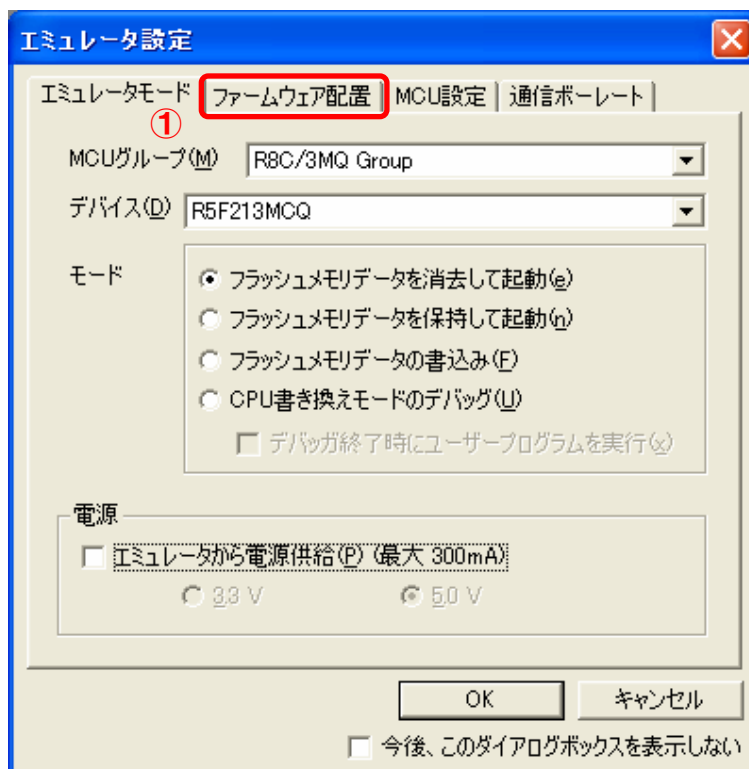 エミュレータ設定
エミュレータモード ファームウェア配置 MCU設定 通信ボーレート
①
MCUグループ(M) R8C/3MQ Group
デバイス(D) R5F213MCQ
モード
フラッシュメモリデータを消去して起動(e)
フラッシュメモリデータを保持して起動(n)
フラッシュメモリデータの書込み(F)
CPU書き換えモードのデバッグ(U)
デバッガ終了時にユーザープログラムを実行(x)
電源
エミュレータから電源供給(P) (最大 300mA)
3.3 V 5.0 V
OK キャンセル
今後、このダイアログボックスを表示しない